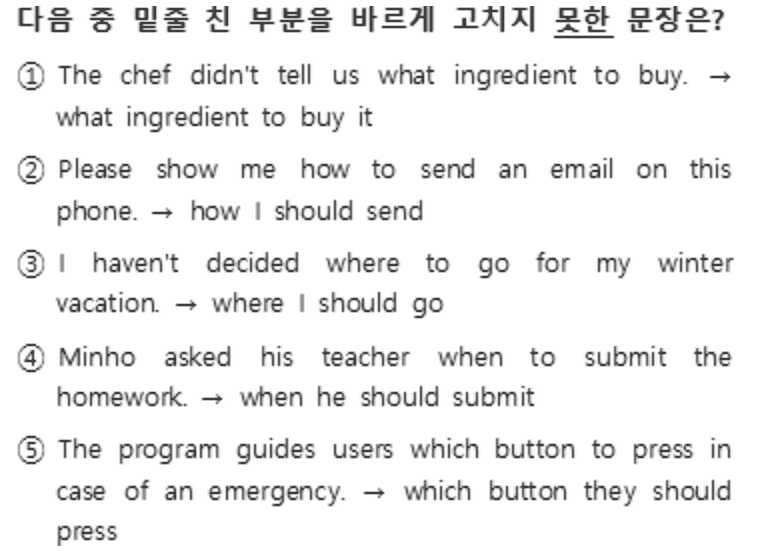 다음 중 밑줄 친 부분을 바르게 고치지 못한 문장은?
① The chef didn't tell us what ingredient to buy. →
what ingredient to buy it
② Please show me how to send an email on this
phone. → how I should send
③ I haven't decided where to go for my winter
vacation. → where I should go
④ Minho asked his teacher when to submit the
homework. → when he should submit
⑤ The program guides users which button to press in
case of an emergency. → which button they should
press